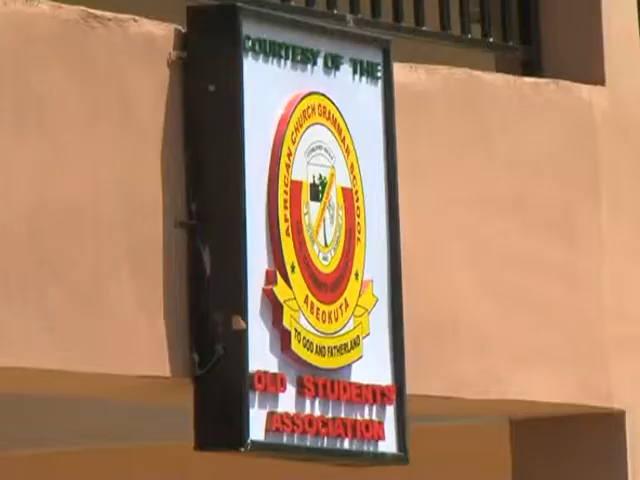 COURTESY OF THE
AFRICAN CHURCH GRAMMAR SCHOOL
ABEOKUTA
TO GOD AND FATHERLAND
OLD STUDENTS'
ASSOCIATION